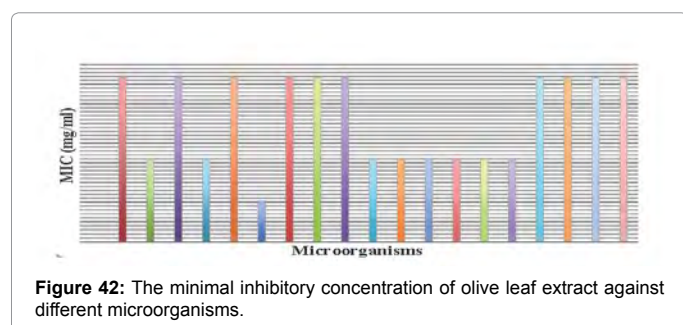 MIC (mg/ml)
Microorganisms
Figure 42: The minimal inhibitory concentration of olive leaf extract against
different microorganisms.